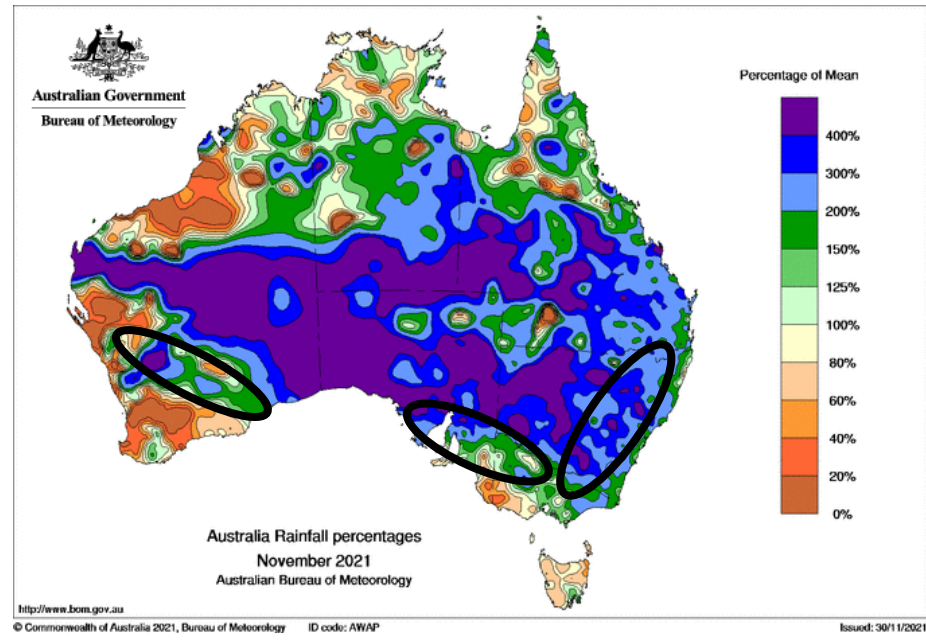 Australian Government
Bureau of Meteorology
Percentage of Mean
400%
300%
200%
150%
125%
100%
80%
60%
40%
20%
0%
Australia Rainfall percentages
November 2021
Australian Bureau of Meteorology
http://www.bom.gov.au
© Commonwealth of Australia 2021, Bureau of Meteorology ID code: AWAP Issued: 30/11/2021